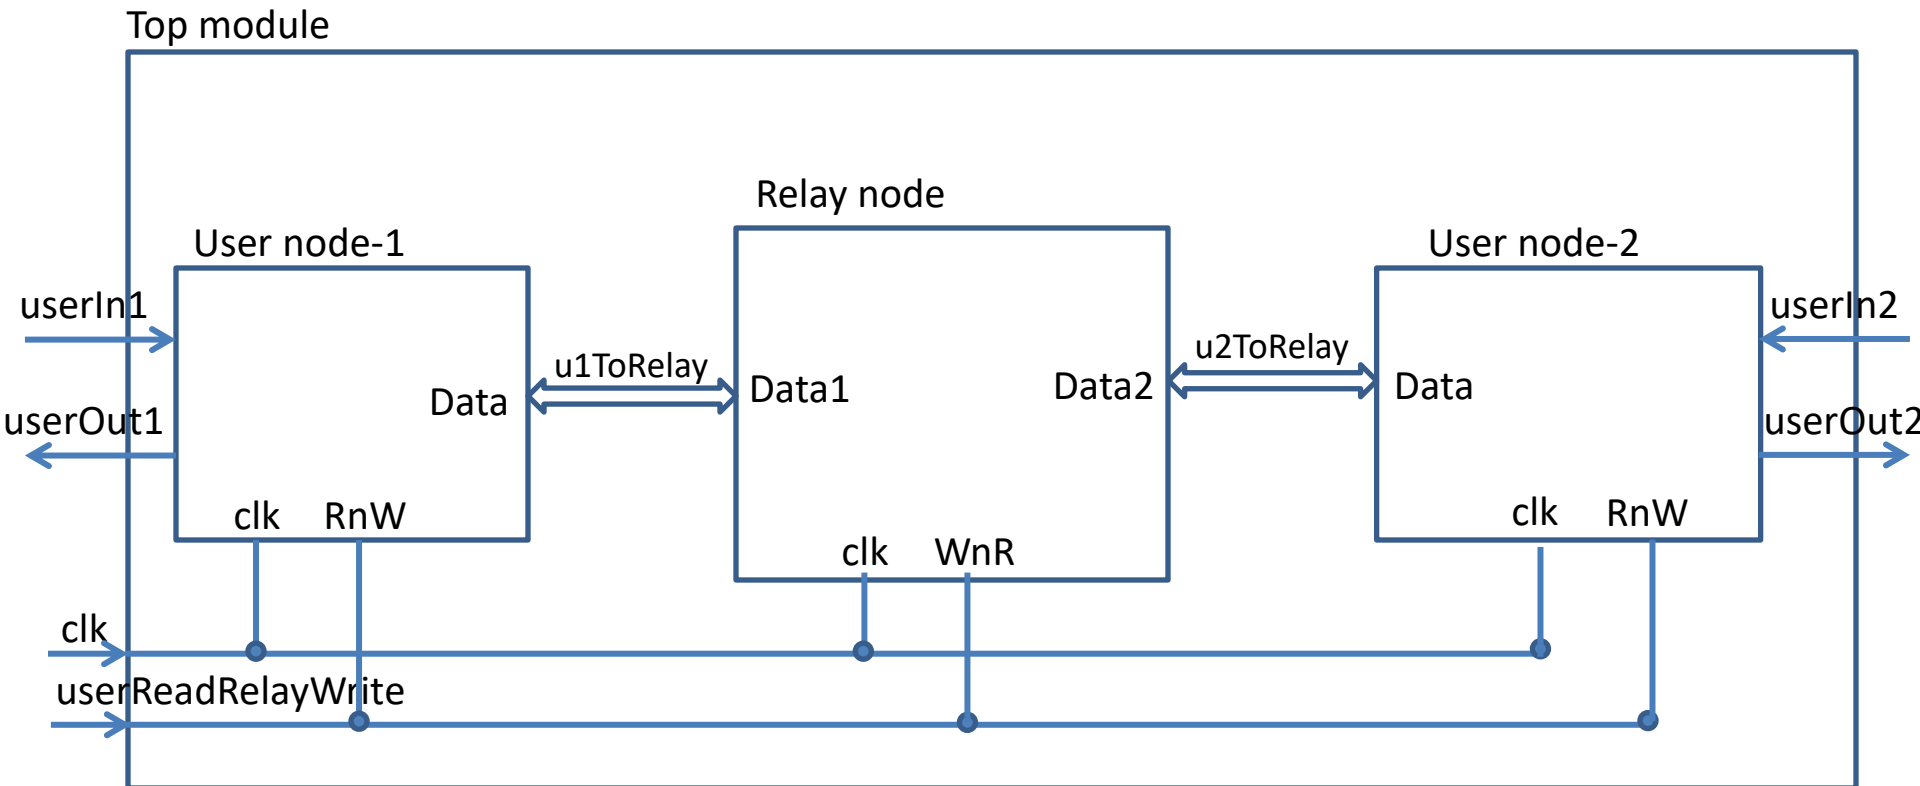 Top module
Relay node
User node-1
User node-2
userIn1
userIn2
u1ToRelay
u2ToRelay
Data
Data1
Data2
Data
userOut1
userOut2
clk RnW
clk WnR
clk RnW
clk
userReadRelayWrite